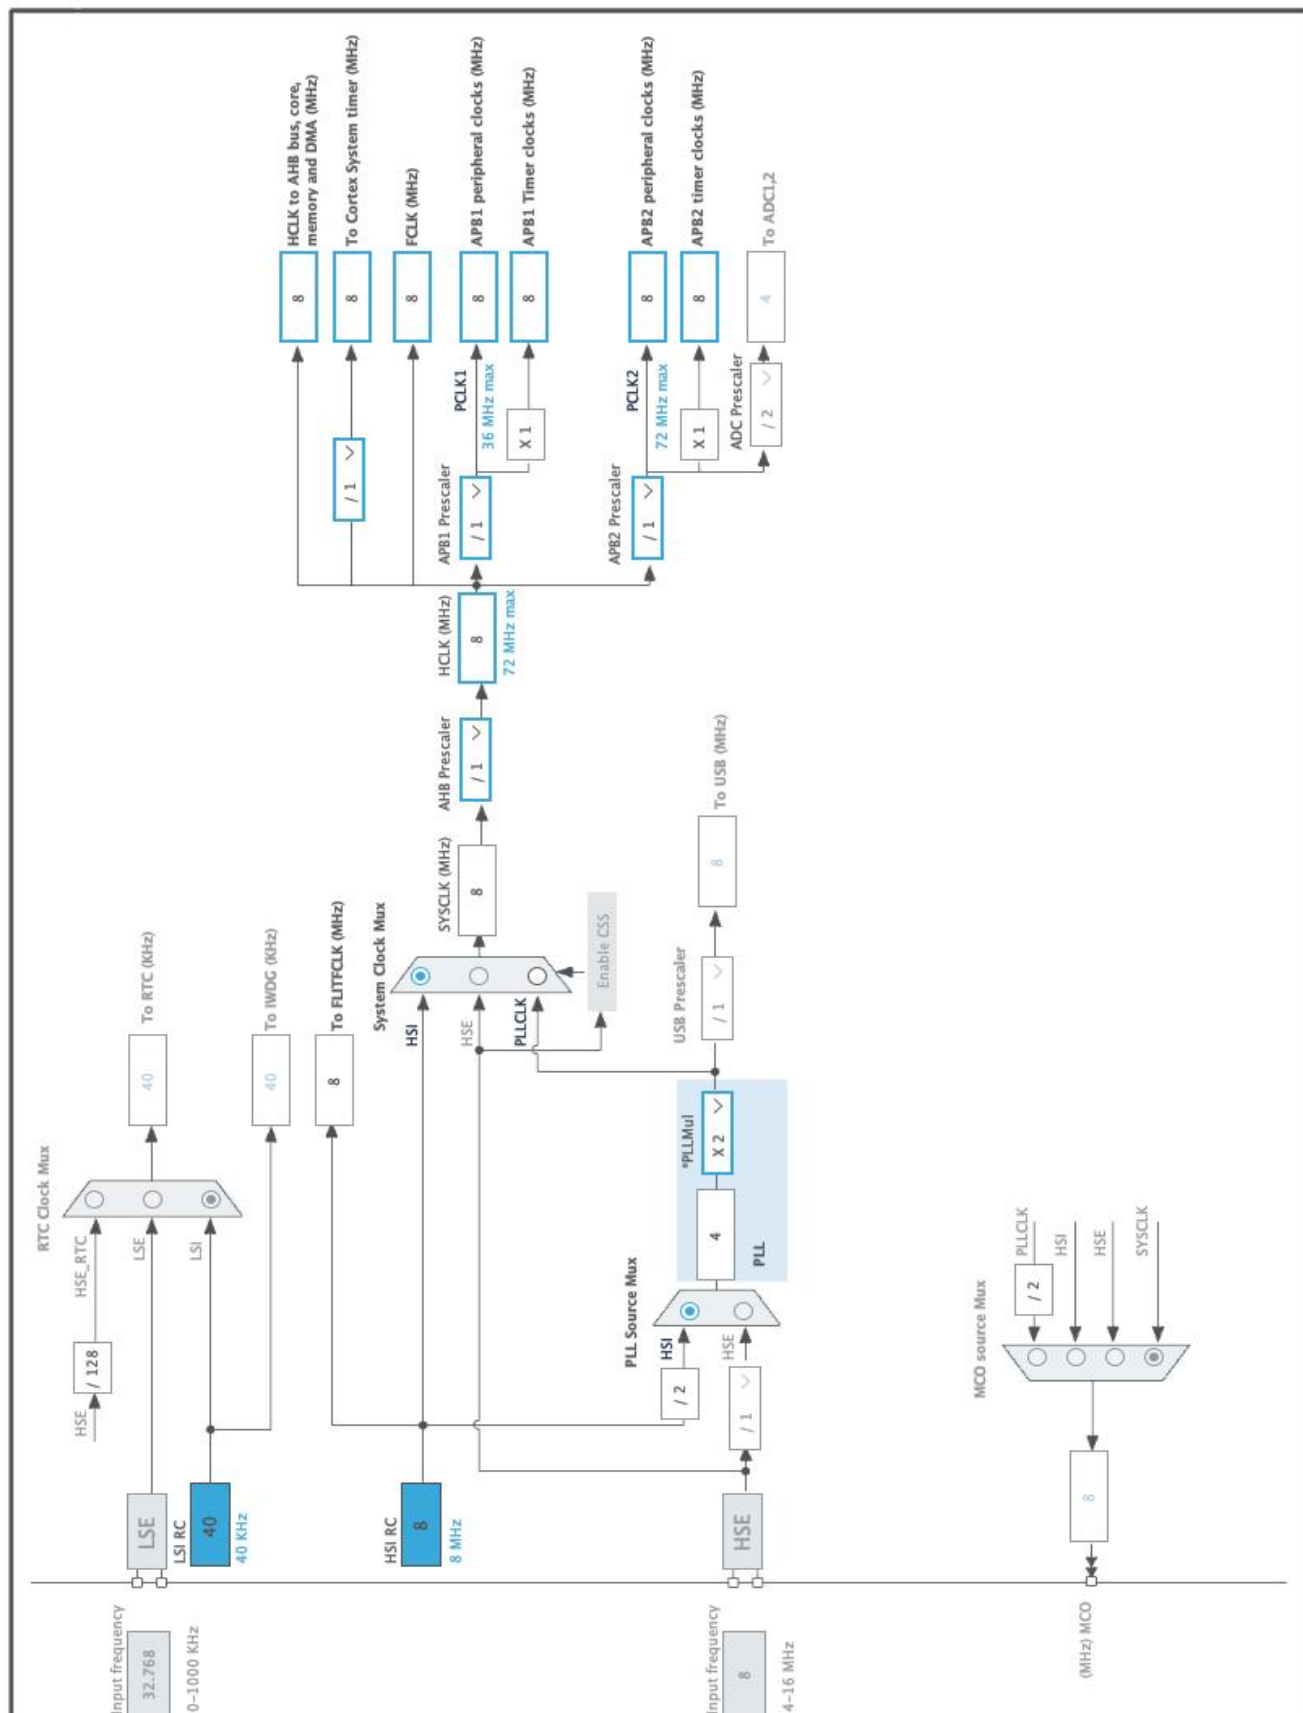 Input frequency
32.768
0-1000 KHz
LSE
LSI RC
40
40 KHz
HSE
/ 128
HSE_RTC
LSE
LSI
RTC Clock Mux
40
To RTC (KHz)
40
To IWDG (KHz)
8
To FLITFCLK (MHz)
HSI RC
8
8 MHz
System Clock Mux
HSI
HSE
PLLCLK
Enable CSS
SYSCLK (MHz)
8
AHB Prescaler
/ 1
HCLK (MHz)
8
72 MHz max
8
HCLK to AHB bus, core,
memory and DMA (MHz)
/ 1
8
To Cortex System timer (MHz)
8
FCLK (MHz)
APB1 Prescaler
/ 1
PCLK1
36 MHz max
8
APB1 peripheral clocks (MHz)
X 1
8
APB1 Timer clocks (MHz)
APB2 Prescaler
/ 1
PCLK2
72 MHz max
8
APB2 peripheral clocks (MHz)
X 1
8
APB2 timer clocks (MHz)
ADC Prescaler
/ 2
4
To ADC1,2
Input frequency
8
4-16 MHz
HSE
PLL Source Mux
/ 2
HSI
/ 1
HSE
4
*PLLMul
X 2
PLL
USB Prescaler
/ 1
8
To USB (MHz)
MCO source Mux
/ 2
PLLCLK
HSI
HSE
SYSCLK
8
(MHz) MCO